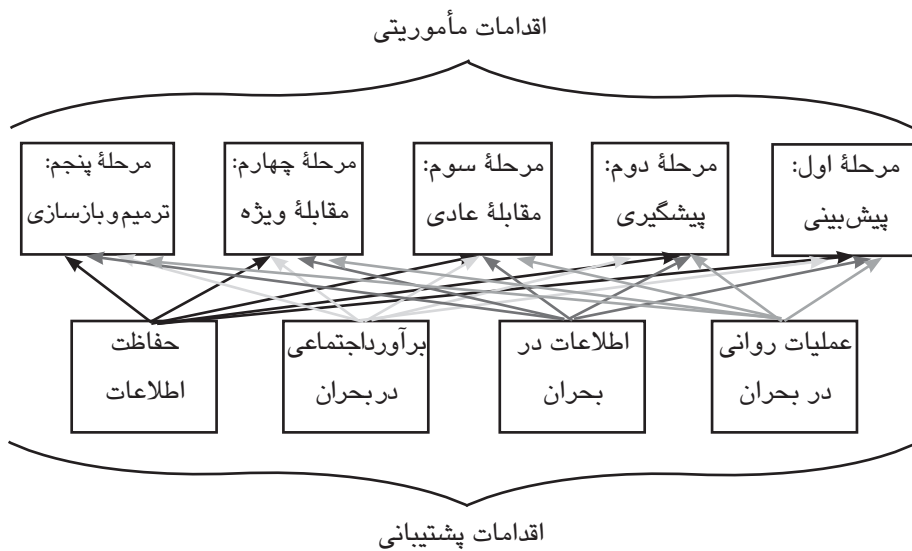 اقدامات مأموریتی
مرحلهٔ اول:
پیش‌بینی
مرحلهٔ دوم:
پیشگیری
مرحلهٔ سوم:
مقابلهٔ عادی
مرحلهٔ چهارم:
مقابلهٔ ویژه
مرحلهٔ پنجم:
ترمیم و بازسازی
عملیات روانی
در بحران
اطلاعات در
بحران
برآورد اجتماعی
در بحران
حفاظت
اطلاعات
اقدامات پشتیبانی